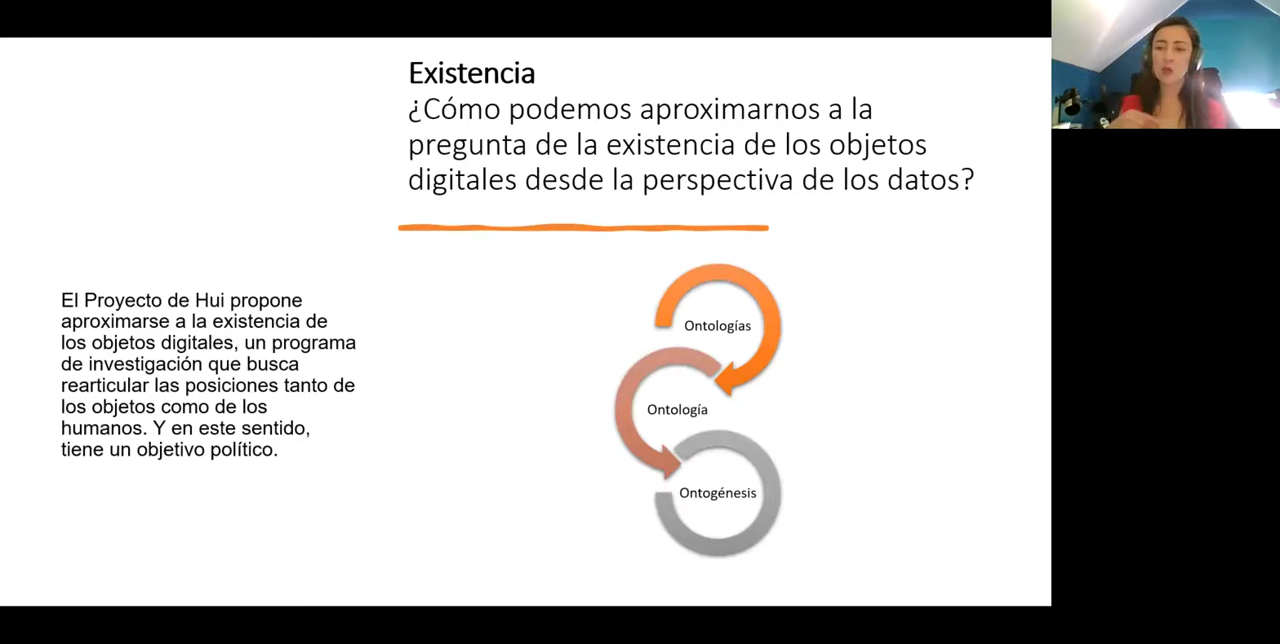 Existencia
¿Cómo podemos aproximarnos a la
pregunta de la existencia de los objetos
digitales desde la perspectiva de los datos?
El Proyecto de Hui propone
aproximarse a la existencia de
los objetos digitales, un programa
de investigación que busca
rearticular las posiciones tanto de
los objetos como de los
humanos. Y en este sentido,
tiene un objetivo político.
Ontologías
Ontología
Ontogénesis